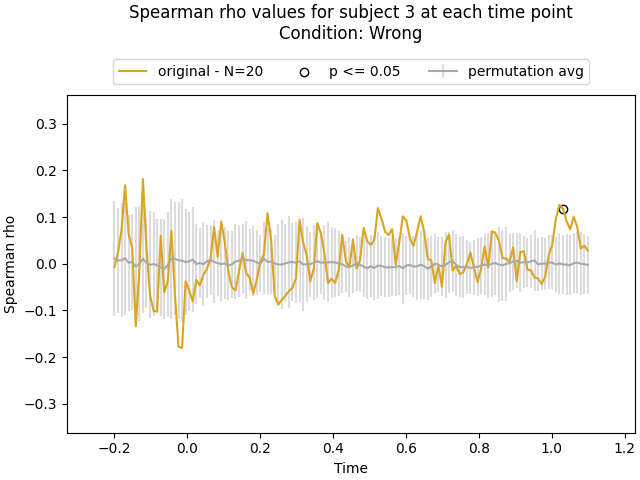 Spearman rho values for subject 3 at each time point
Condition: Wrong
original - N=20
p <= 0.05
permutation avg
Spearman rho
0.3
0.2
0.1
0.0
−0.1
−0.2
−0.3
−0.2
0.0
0.2
0.4
0.6
0.8
1.0
1.2
Time